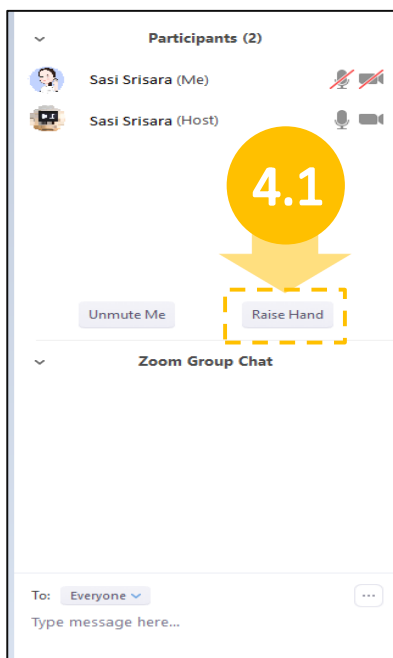 Participants (2)
Sasi Srisara (Me)
Sasi Srisara (Host)
4.1
Unmute Me Raise Hand
Zoom Group Chat
To: Everyone
Type message here...